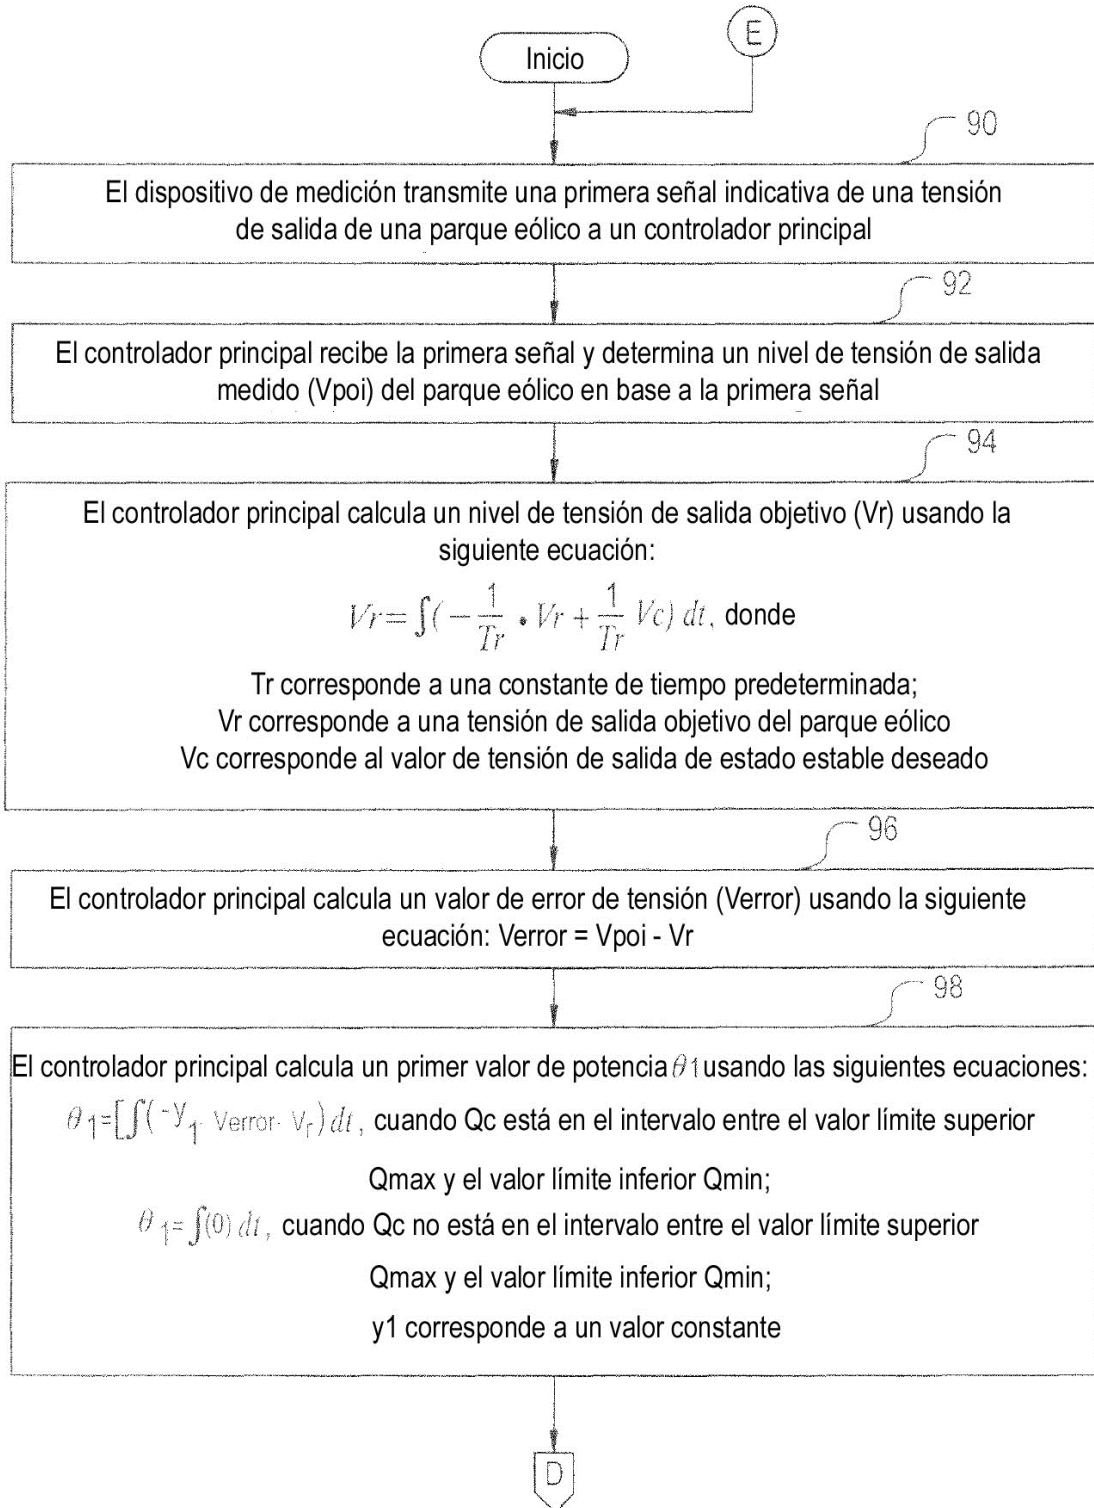 E
Inicio
90
El dispositivo de medición transmite una primera señal indicativa de una tensión
de salida de una parque eólico a un controlador principal
92
El controlador principal recibe la primera señal y determina un nivel de tensión de salida
medido (Vpoi) del parque eólico en base a la primera señal
94
El controlador principal calcula un nivel de tensión de salida objetivo (Vr) usando la
siguiente ecuación:
Vr = ∫( − 1/Tr • Vr + 1/Tr Vc) dt, donde
Tr corresponde a una constante de tiempo predeterminada;
Vr corresponde a una tensión de salida objetivo del parque eólico
Vc corresponde al valor de tensión de salida de estado estable deseado
96
El controlador principal calcula un valor de error de tensión (Verror) usando la siguiente
ecuación: Verror = Vpoi - Vr
98
El controlador principal calcula un primer valor de potencia θ1 usando las siguientes ecuaciones:
θ1=[∫(-y1· Verror· Vr) dt, cuando Qc está en el intervalo entre el valor límite superior
Qmax y el valor límite inferior Qmin;
θ1= ∫(0) dt, cuando Qc no está en el intervalo entre el valor límite superior
Qmax y el valor límite inferior Qmin;
y1 corresponde a un valor constante
D